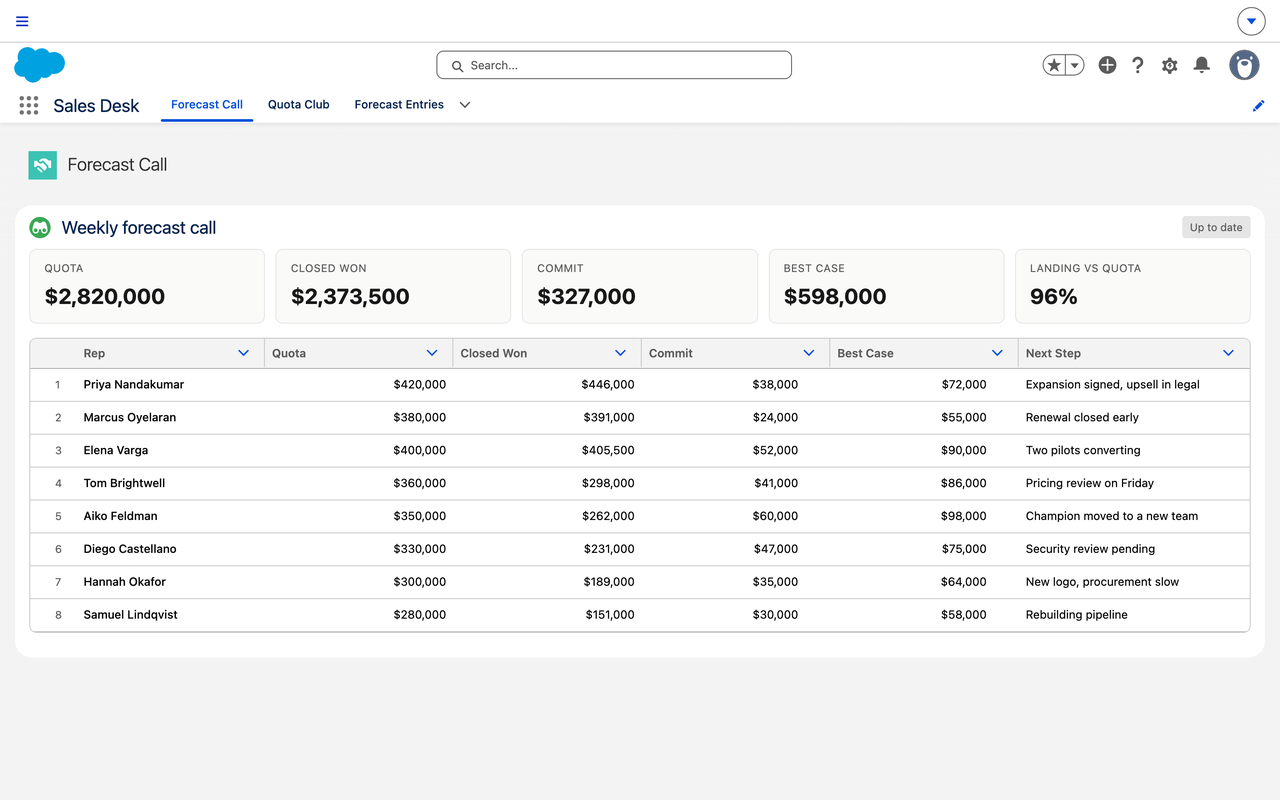 Search...
Sales Desk
Forecast Call
Quota Club
Forecast Entries
Forecast Call
Weekly forecast call
Up to date
QUOTA
$2,820,000
CLOSED WON
$2,373,500
COMMIT
$327,000
BEST CASE
$598,000
LANDING VS QUOTA
96%
Rep Quota Closed Won Commit Best Case Next Step
1 Priya Nandakumar $420,000 $446,000 $38,000 $72,000 Expansion signed, upsell in legal
2 Marcus Oyelaran $380,000 $391,000 $24,000 $55,000 Renewal closed early
3 Elena Varga $400,000 $405,500 $52,000 $90,000 Two pilots converting
4 Tom Brightwell $360,000 $298,000 $41,000 $86,000 Pricing review on Friday
5 Aiko Feldman $350,000 $262,000 $60,000 $98,000 Champion moved to a new team
6 Diego Castellano $330,000 $231,000 $47,000 $75,000 Security review pending
7 Hannah Okafor $300,000 $189,000 $35,000 $64,000 New logo, procurement slow
8 Samuel Lindqvist $280,000 $151,000 $30,000 $58,000 Rebuilding pipeline